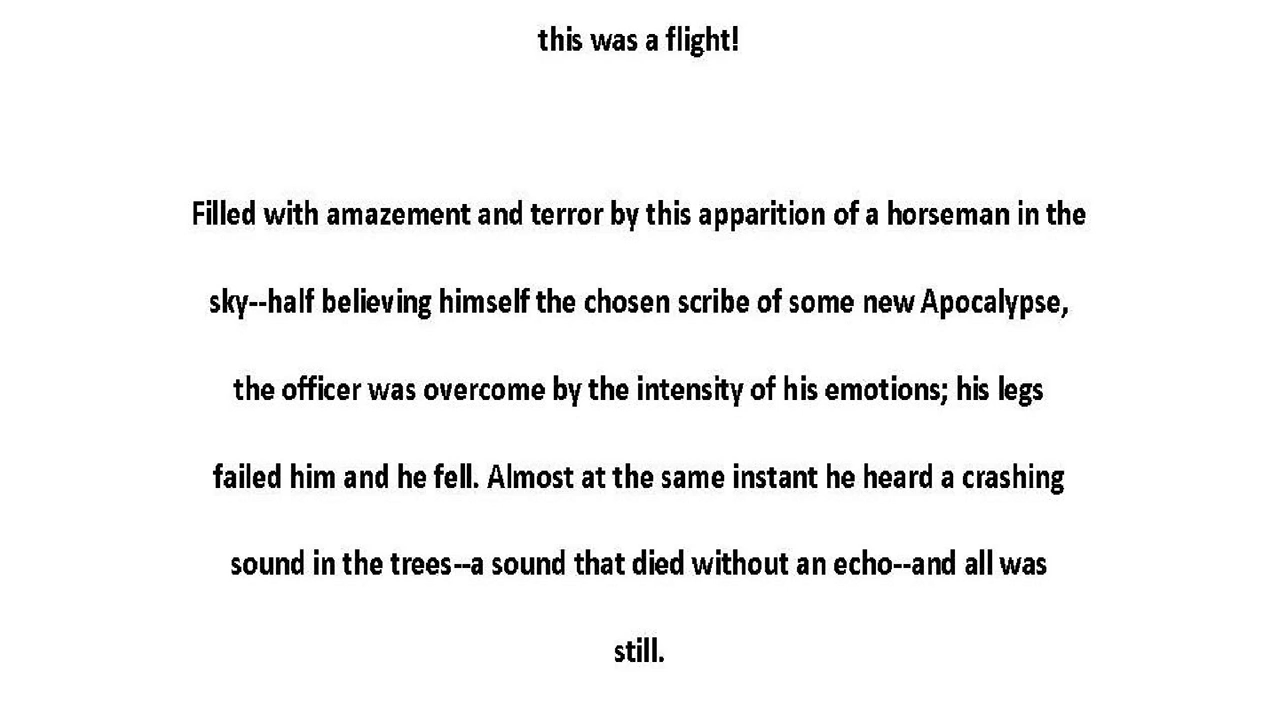 this was a flight!
Filled with amazement and terror by this apparition of a horseman in the
sky--half believing himself the chosen scribe of some new Apocalypse,
the officer was overcome by the intensity of his emotions; his legs
failed him and he fell. Almost at the same instant he heard a crashing
sound in the trees--a sound that died without an echo--and all was
still.